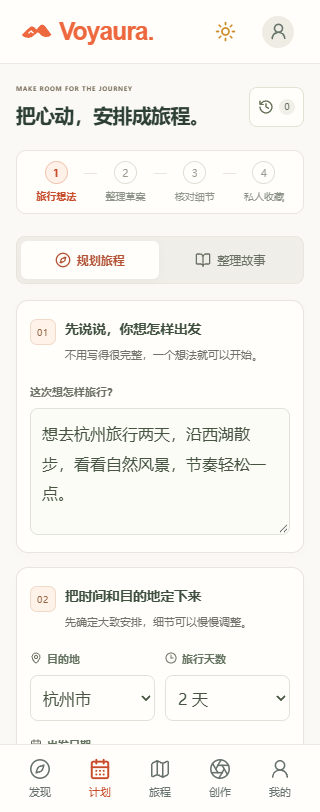 Voyaura.
MAKE ROOM FOR THE JOURNEY
把心动，安排成旅程。
0
1
2
3
4
旅行想法
整理草案
核对细节
私人收藏
规划旅程
整理故事
01
先说说，你想怎样出发
不用写得很完整，一个想法就可以开始。
这次想怎样旅行？
想去杭州旅行两天，沿西湖散
步，看看自然风景，节奏轻松一
点。
02
把时间和目的地定下来
先确定大致安排，细节可以慢慢调整。
目的地
旅行天数
杭州市
2 天
出发日期
发现
计划
旅程
创作
我的